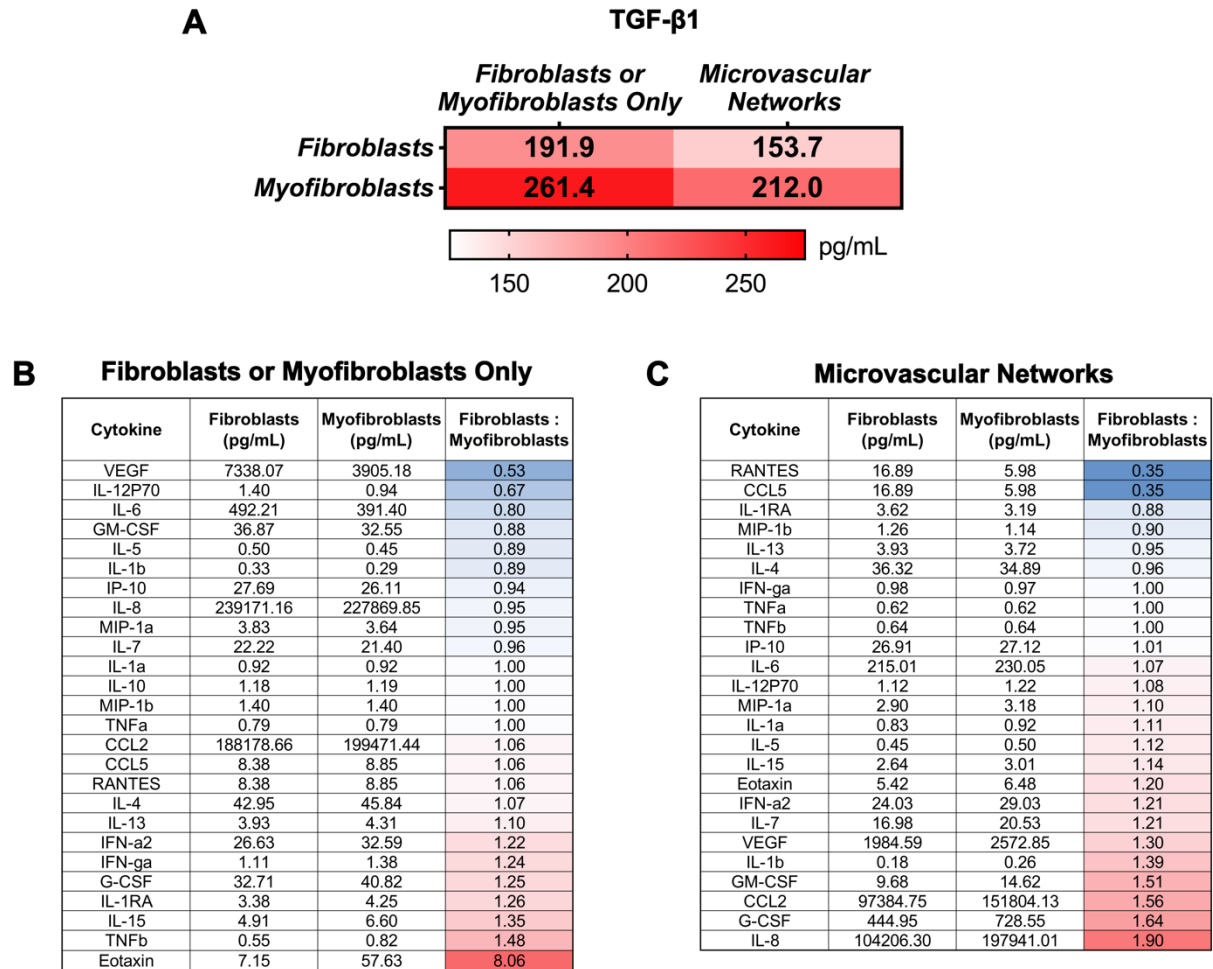 A
TGF-β1
Fibroblasts or Microvascular
Myofibroblasts Only Networks
Fibroblasts 191.9 153.7
Myofibroblasts 261.4 212.0
pg/mL
150 200 250
B
Fibroblasts or Myofibroblasts Only
Cytokine Fibroblasts (pg/mL) Myofibroblasts (pg/mL) Fibroblasts : Myofibroblasts
VEGF 7338.07 3905.18 0.53
IL-12P70 1.40 0.94 0.67
IL-6 492.21 391.40 0.80
GM-CSF 36.87 32.55 0.88
IL-5 0.50 0.45 0.89
IL-1b 0.33 0.29 0.89
IP-10 27.69 26.11 0.94
IL-8 239171.16 227869.85 0.95
MIP-1a 3.83 3.64 0.95
IL-7 22.22 21.40 0.96
IL-1a 0.92 0.92 1.00
IL-10 1.18 1.19 1.00
MIP-1b 1.40 1.40 1.00
TNFa 0.79 0.79 1.00
CCL2 188178.66 199471.44 1.06
CCL5 8.38 8.85 1.06
RANTES 8.38 8.85 1.06
IL-4 42.95 45.84 1.07
IL-13 3.93 4.31 1.10
IFN-a2 26.63 32.59 1.22
IFN-ga 1.11 1.38 1.24
G-CSF 32.71 40.82 1.25
IL-1RA 3.38 4.25 1.26
IL-15 4.91 6.60 1.35
TNFb 0.55 0.82 1.48
Eotaxin 7.15 57.63 8.06
C
Microvascular Networks
Cytokine Fibroblasts (pg/mL) Myofibroblasts (pg/mL) Fibroblasts : Myofibroblasts
RANTES 16.89 5.98 0.35
CCL5 16.89 5.98 0.35
IL-1RA 3.62 3.19 0.88
MIP-1b 1.26 1.14 0.90
IL-13 3.93 3.72 0.95
IL-4 36.32 34.89 0.96
IFN-ga 0.98 0.97 1.00
TNFa 0.62 0.62 1.00
TNFb 0.64 0.64 1.00
IP-10 26.91 27.12 1.01
IL-6 215.01 230.05 1.07
IL-12P70 1.12 1.22 1.08
MIP-1a 2.90 3.18 1.10
IL-1a 0.83 0.92 1.11
IL-5 0.45 0.50 1.12
IL-15 2.64 3.01 1.14
Eotaxin 5.42 6.48 1.20
IFN-a2 24.03 29.03 1.21
IL-7 16.98 20.53 1.21
VEGF 1984.59 2572.85 1.30
IL-1b 0.18 0.26 1.39
GM-CSF 9.68 14.62 1.51
CCL2 97384.75 151804.13 1.56
G-CSF 444.95 728.55 1.64
IL-8 104206.30 197941.01 1.90